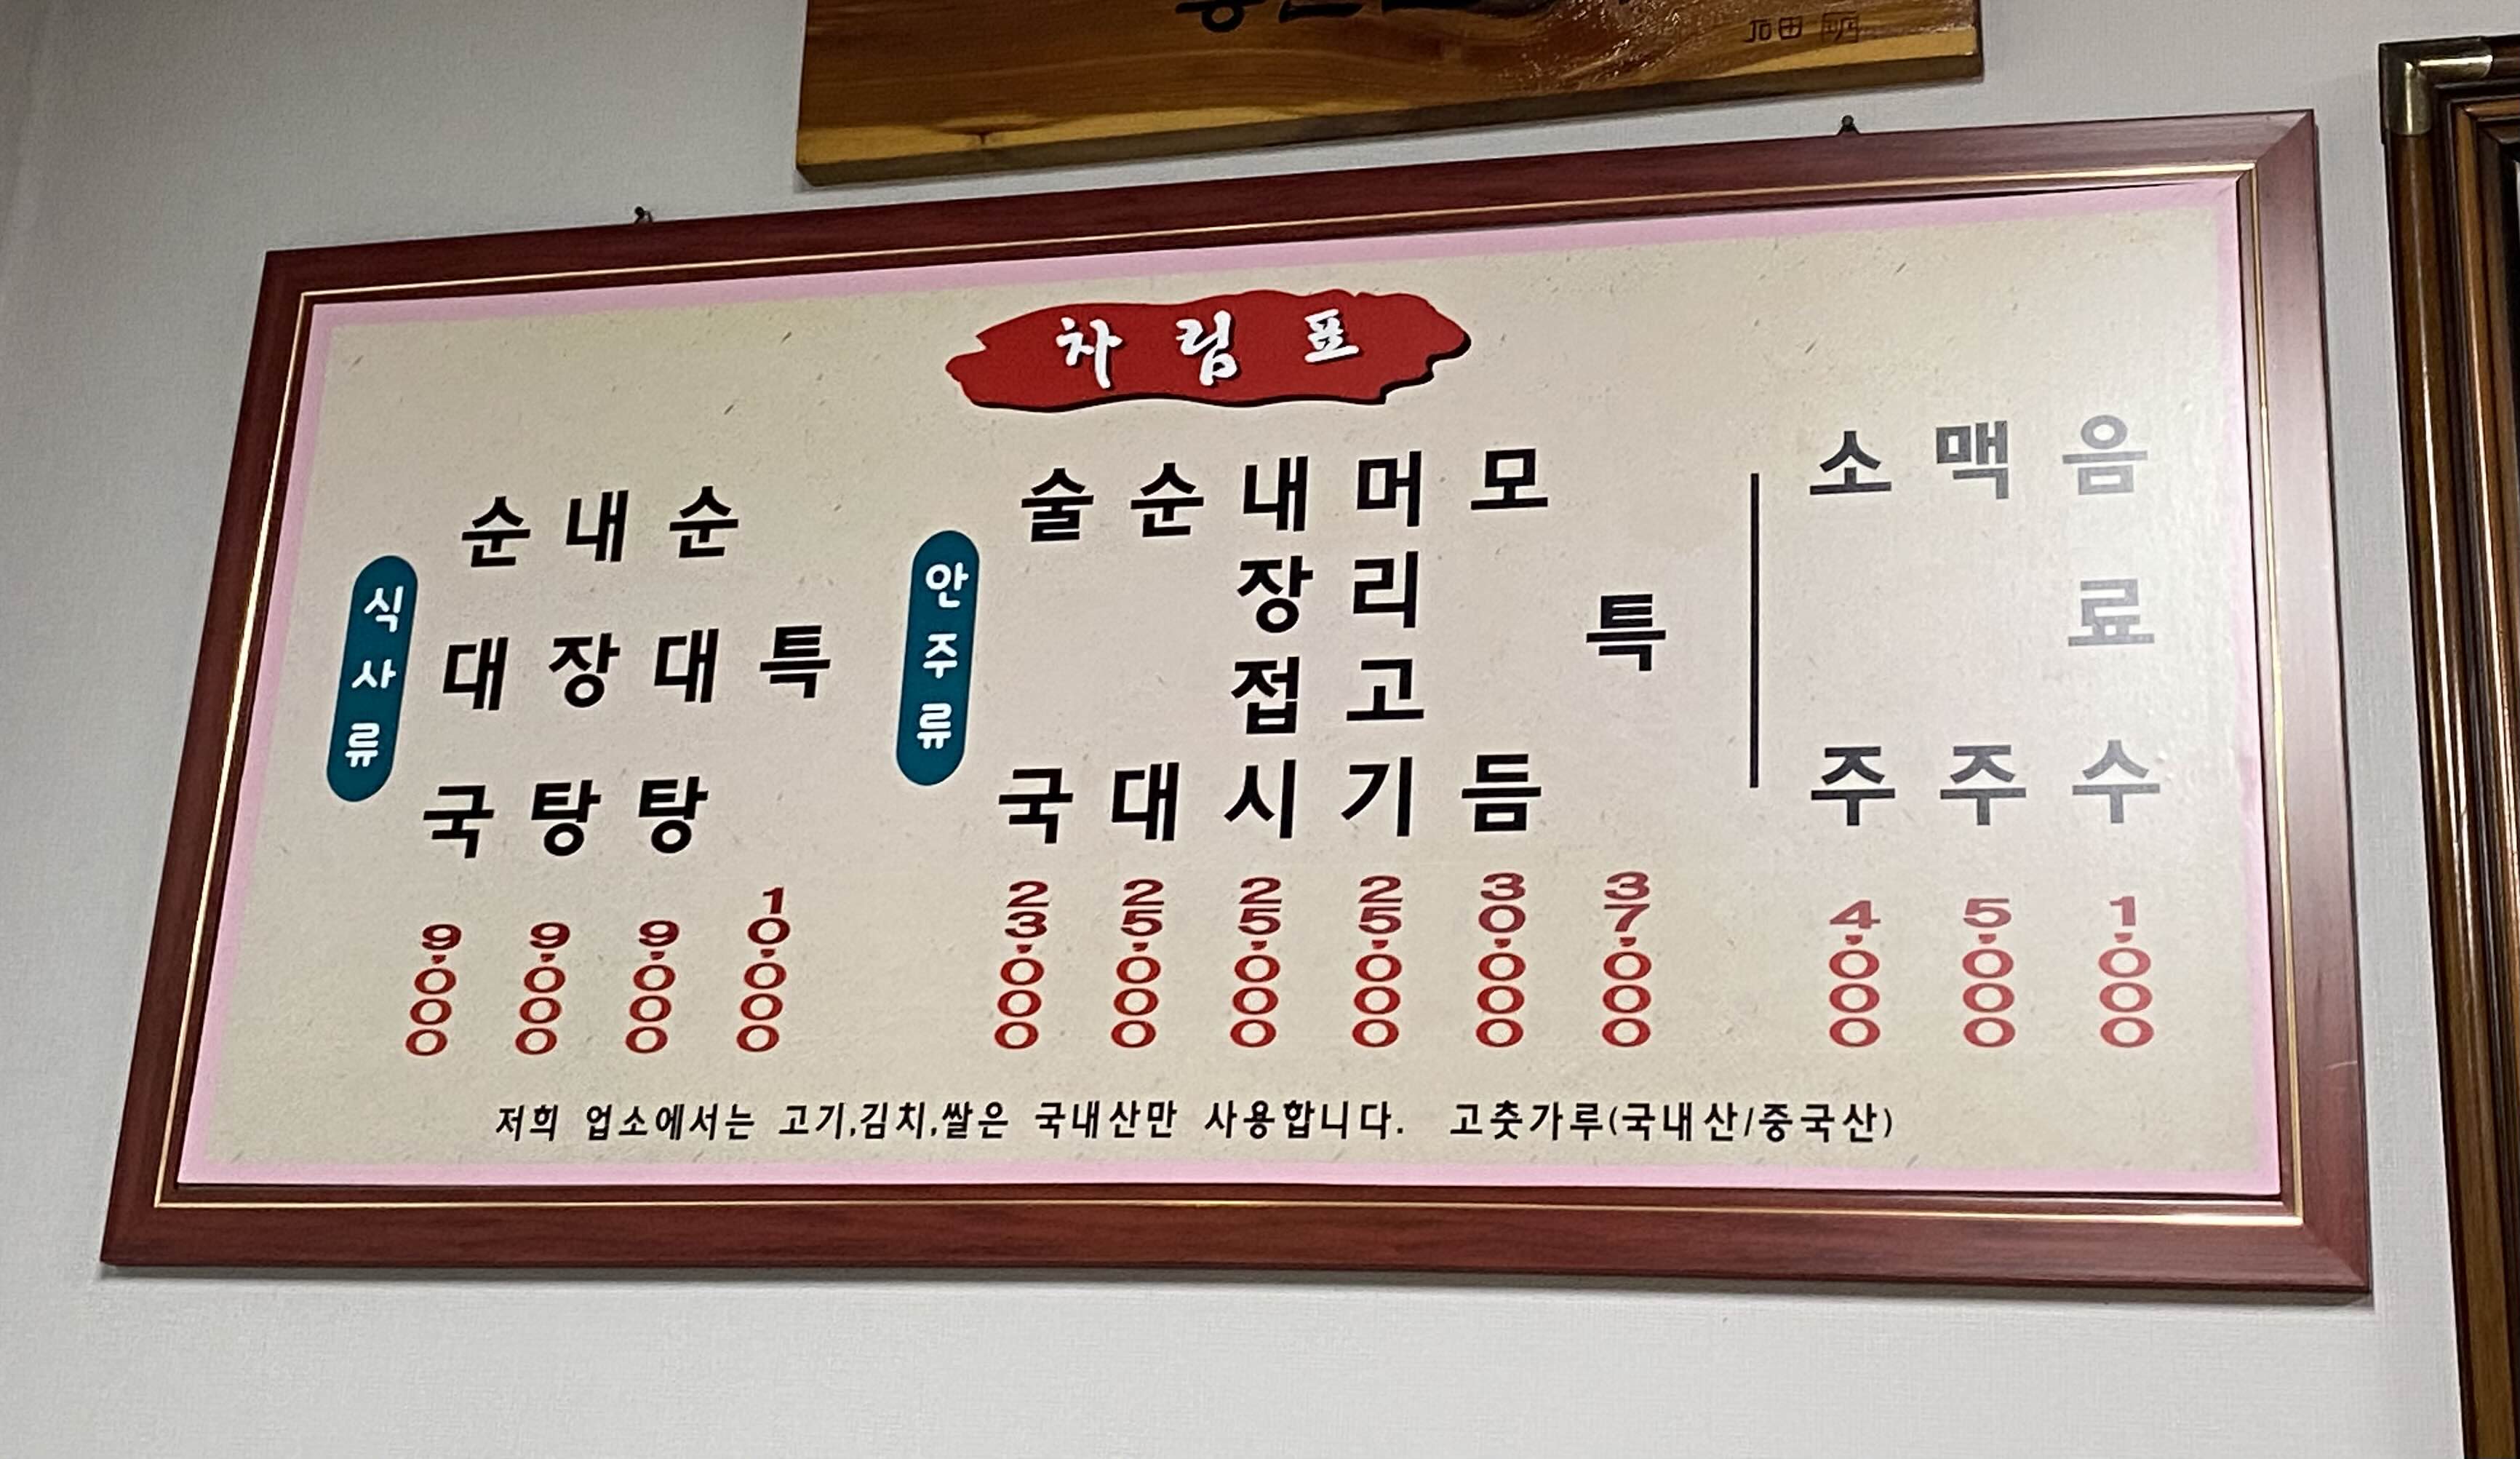 차림표
식사류
순대국 9,000
내장탕 9,000
순대탕 9,000
특 10,000
안주류
술국 23,000
순대 25,000
내장접시 25,000
머리고기 25,000
모듬 30,000
특 37,000
소주 4,000
맥주 5,000
음료수 1,000
저희 업소에서는 고기,김치,쌀은 국내산만 사용합니다. 고춧가루(국내산/중국산)